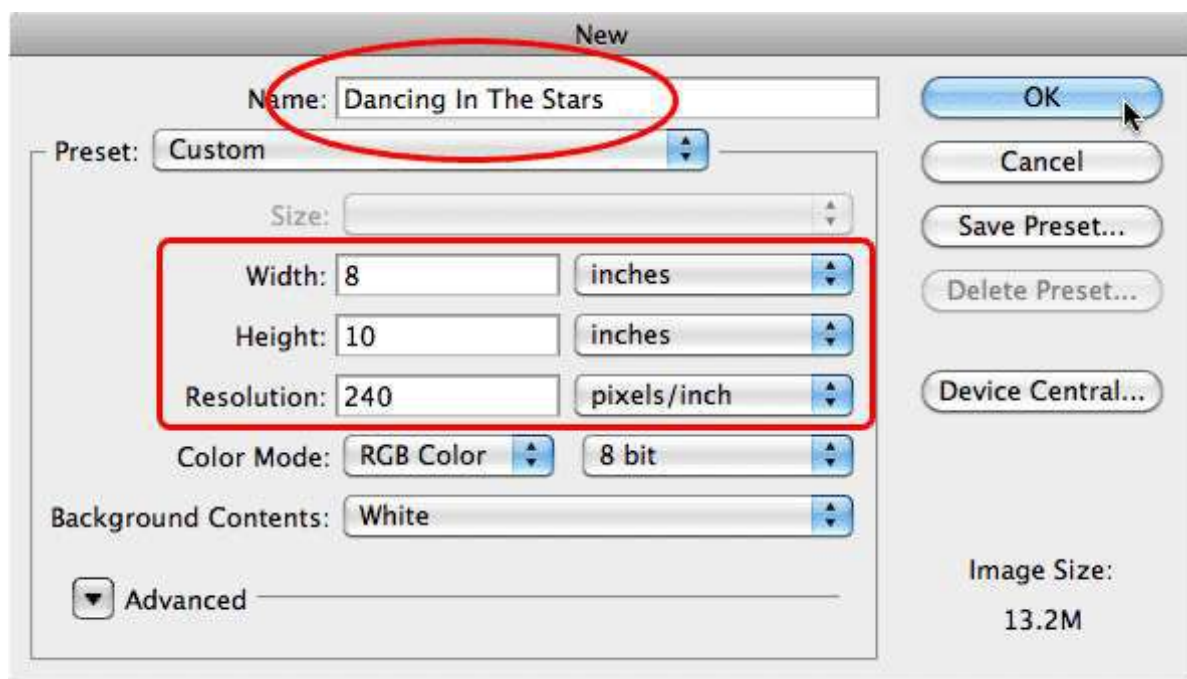 New
Name: Dancing In The Stars
Preset: Custom
Size:
Width: 8 inches
Height: 10 inches
Resolution: 240 pixels/inch
Color Mode: RGB Color 8 bit
Background Contents: White
Advanced
OK
Cancel
Save Preset...
Delete Preset...
Device Central...
Image Size:
13.2M